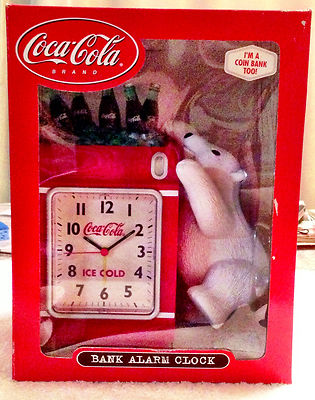 Coca-Cola
BRAND
I'M A
COIN BANK
TOO!
12
11 1
10 2
Coca-Cola
9 3
8 4
ICE COLD
7 5
6
BANK ALARM CLOCK